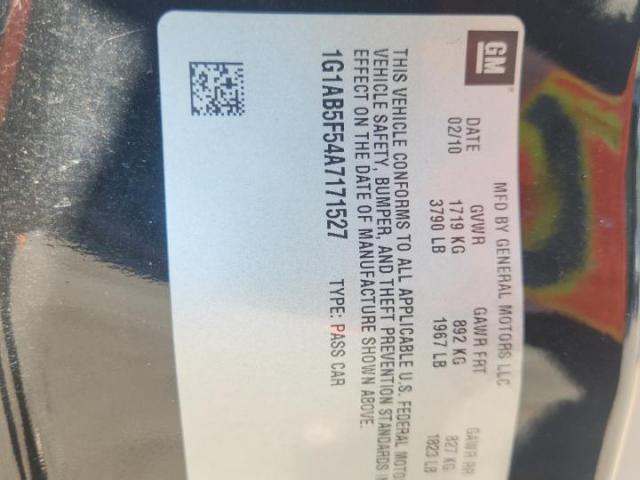 GM
MFD BY GENERAL MOTORS LLC
DATE GVWR GAWR FRT GAWR RR
02/10 1719 KG 892 KG 827 KG
3790 LB 1967 LB 1823 LB
THIS VEHICLE CONFORMS TO ALL APPLICABLE U.S. FEDERAL
VEHICLE SAFETY, BUMPER, AND THEFT PREVENTION STANDARDS
EFFECT ON THE DATE OF MANUFACTURE SHOWN ABOVE.
1G1AB5F54A7171527 TYPE: PASS CAR